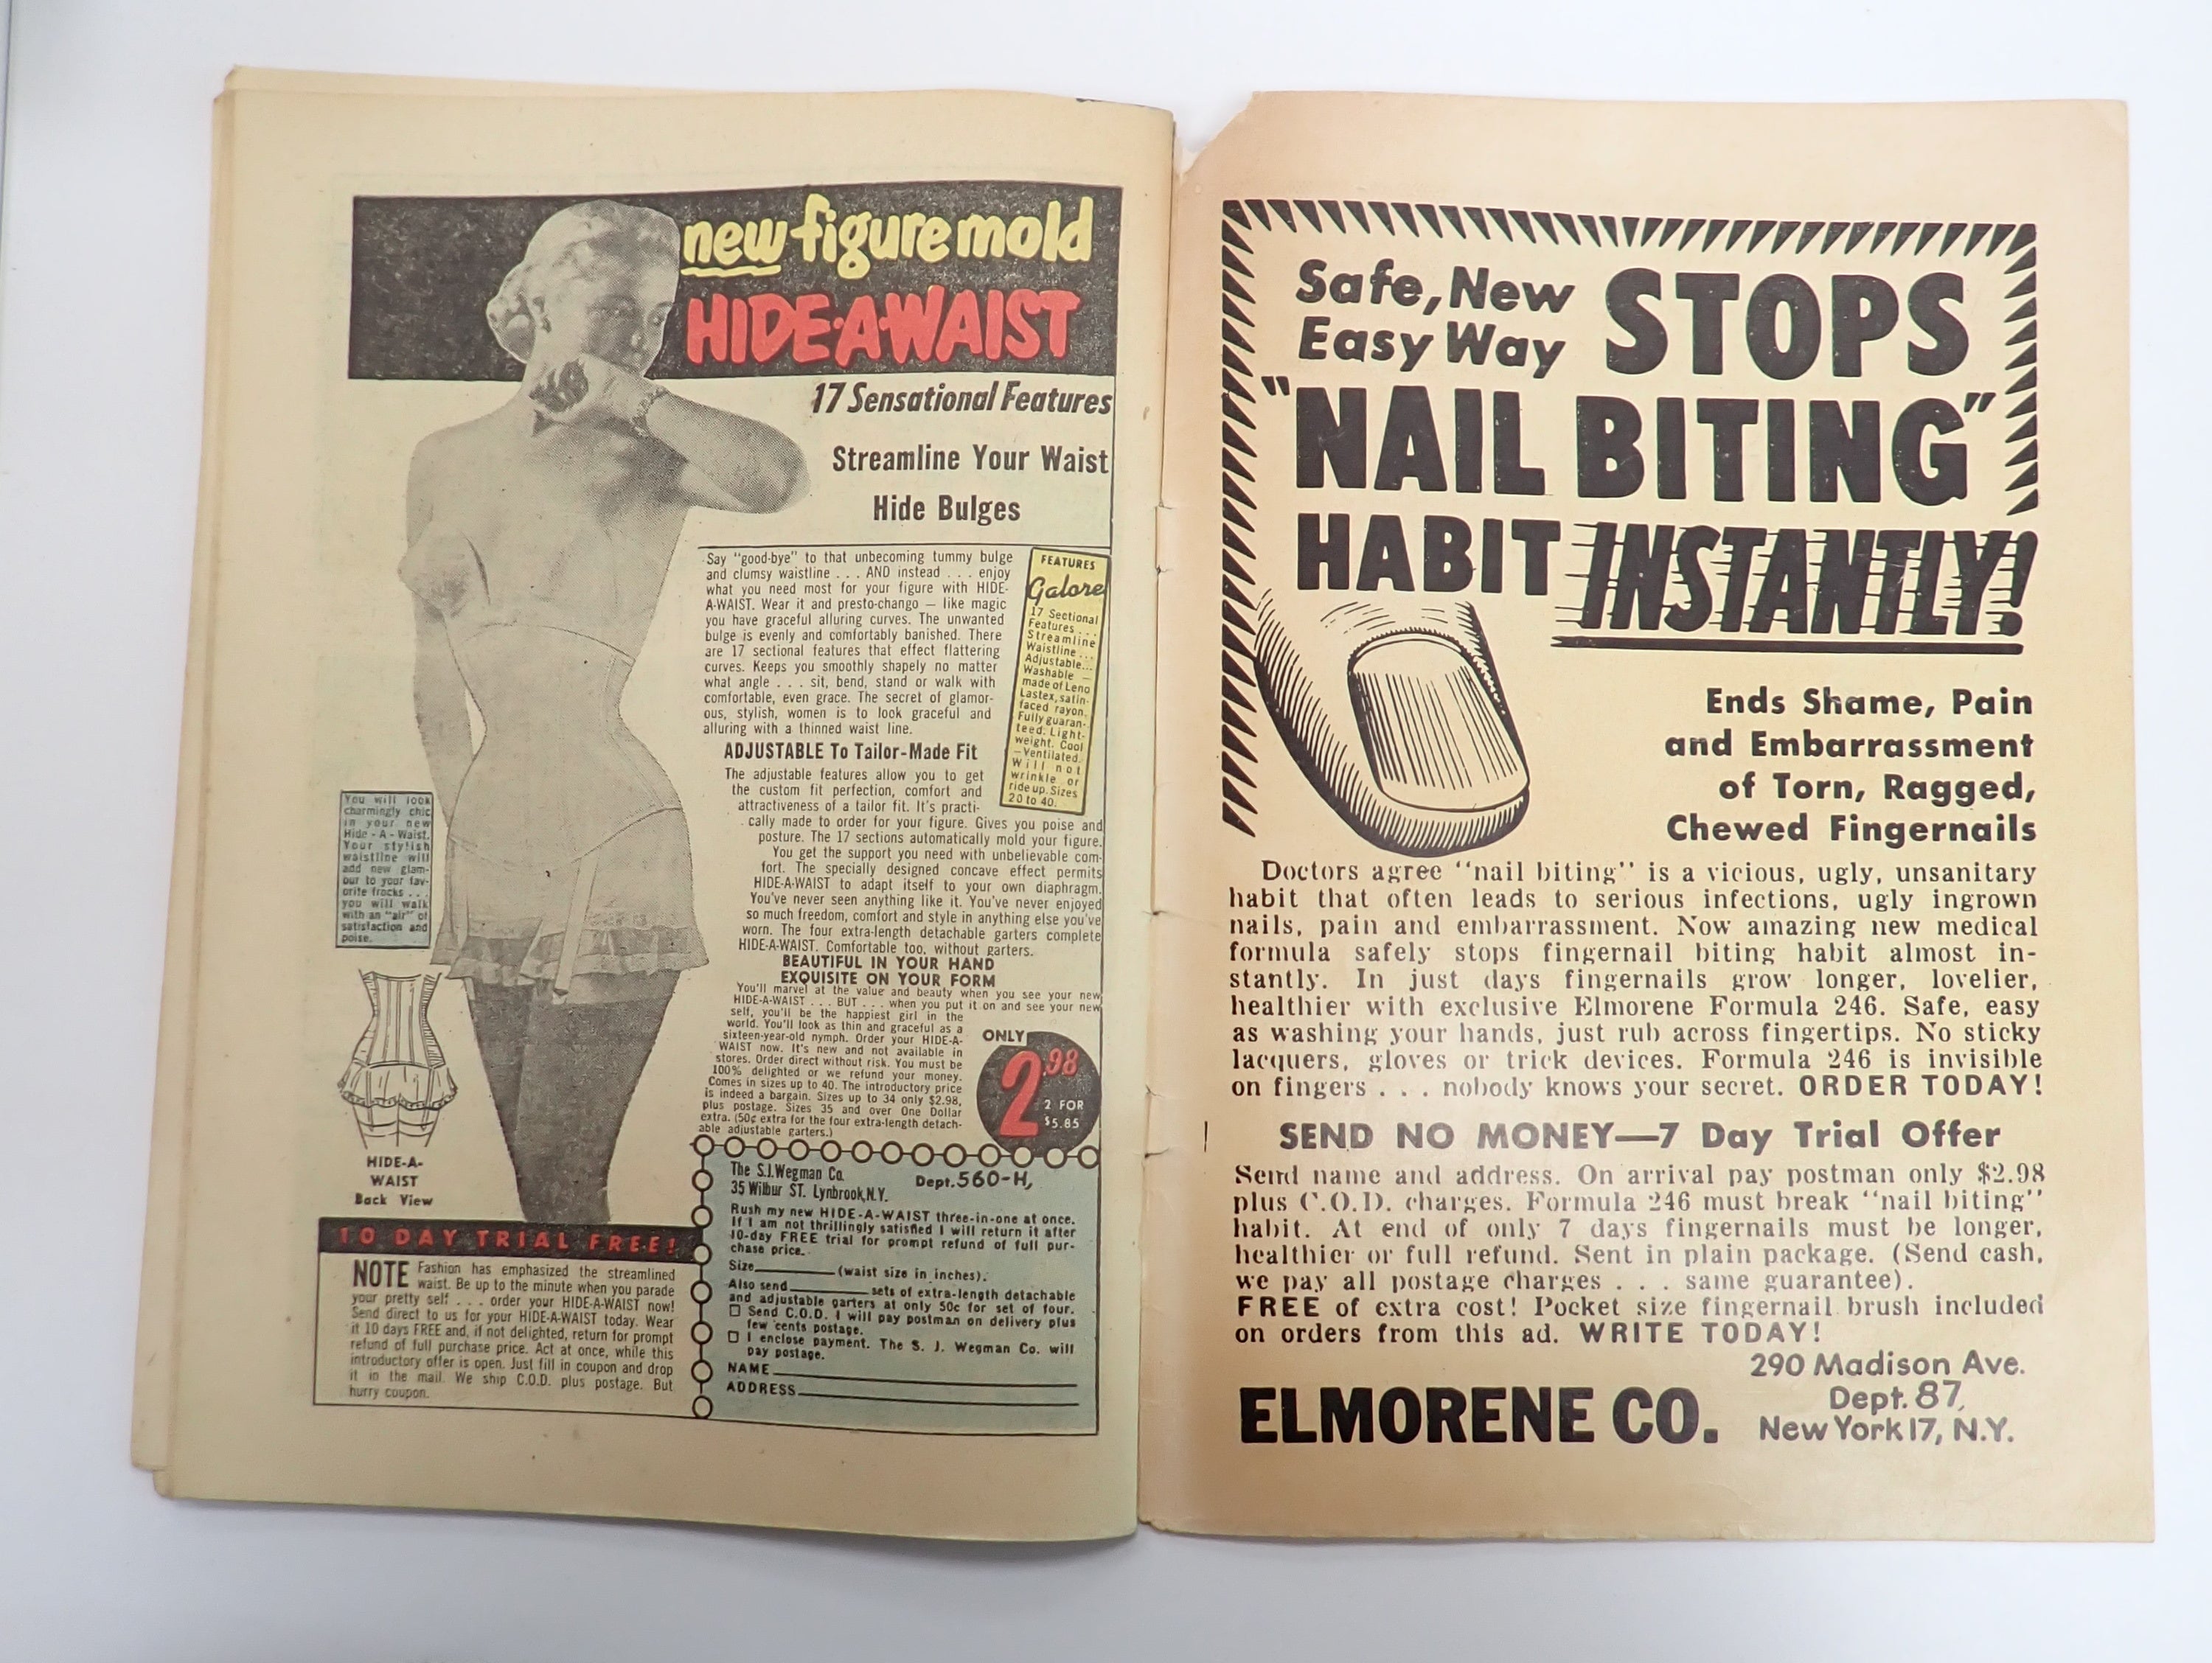 new figure mold
HIDE-A-WAIST
17 Sensational Features
Streamline Your Waist
Hide Bulges
Say "good-bye" to that unbecoming tummy bulge
and clumsy waistline . . . AND instead . . . enjoy
what you need most for your figure with HIDE-
A-WAIST. Wear it and presto-chango — like magic
you have graceful alluring curves. The unwanted
bulge is evenly and comfortably banished. There
are 17 sectional features that effect flattering
curves. Keeps you smoothly shapely no matter
what angle . . . sit, bend, stand or walk with
comfortable, even grace. The secret of glamor-
ous, stylish, women is to look graceful and
alluring with a thinned waist line.
FEATURES
Galore
17 Sectional
Features . . .
Streamline
Waistline . . .
Adjustable...
Washable —
made of Leno
Lastex, satin-
faced rayon.
Fully guaran-
teed. Light-
weight. Cool
—Ventilated.
Will not
wrinkle or
ride up. Sizes
20 to 40.
ADJUSTABLE To Tailor-Made Fit
The adjustable features allow you to get
the custom fit perfection, comfort and
attractiveness of a tailor fit. It's practi-
cally made to order for your figure. Gives you poise and
posture. The 17 sections automatically mold your figure.
You get the support you need with unbelievable com-
fort. The specially designed concave effect permits
HIDE-A-WAIST to adapt itself to your own diaphragm.
You've never seen anything like it. You've never enjoyed
so much freedom, comfort and style in anything else you've
worn. The four extra-length detachable garters complete
HIDE-A-WAIST. Comfortable too, without garters.
BEAUTIFUL IN YOUR HAND
EXQUISITE ON YOUR FORM
You'll marvel at the value and beauty when you see your new
HIDE-A-WAIST . . . BUT . . . when you put it on and see your new
self, you'll be the happiest girl in the
world. You'll look as thin and graceful as a
sixteen-year-old nymph. Order your HIDE-A-
WAIST now. It's new and not available in
stores. Order direct without risk. You must be
100% delighted or we refund your money.
Comes in sizes up to 40. The introductory price
is indeed a bargain. Sizes up to 34 only $2.98,
plus postage. Sizes 35 and over One Dollar
extra. (50¢ extra for the four extra-length detach-
able adjustable garters.)
ONLY
2.98
2 FOR
$5.85
You will look
charmingly chic
in your new
Hide-A-Waist.
Your stylish
waistline will
add new glam-
our to your fav-
orite frocks . . .
you will walk
with an "air" of
satisfaction and
poise.
HIDE-A-
WAIST
Back View
10 DAY TRIAL FREE!
NOTE Fashion has emphasized the streamlined
waist. Be up to the minute when you parade
your pretty self . . . order your HIDE-A-WAIST now!
Send direct to us for your HIDE-A-WAIST today. Wear
it 10 days FREE and, if not delighted, return for prompt
refund of full purchase price. Act at once, while this
introductory offer is open. Just fill in coupon and drop
it in the mail. We ship C.O.D. plus postage. But
hurry coupon.
The S.J. Wegman Co. Dept. 560-H,
35 Wilbur ST. Lynbrook, N.Y.
Rush my new HIDE-A-WAIST three-in-one at once.
If I am not thrillingly satisfied I will return it after
10-day FREE trial for prompt refund of full pur-
chase price.
Size (waist size in inches).
Also send sets of extra-length detachable
and adjustable garters at only 50c for set of four.
☐ Send C.O.D. I will pay postman on delivery plus
few cents postage.
☐ I enclose payment. The S. J. Wegman Co. will
pay postage.
NAME
ADDRESS
Safe, New
Easy Way STOPS
"NAIL BITING"
HABIT INSTANTLY!
Ends Shame, Pain
and Embarrassment
of Torn, Ragged,
Chewed Fingernails
Doctors agree "nail biting" is a vicious, ugly, unsanitary
habit that often leads to serious infections, ugly ingrown
nails, pain and embarrassment. Now amazing new medical
formula safely stops fingernail biting habit almost in-
stantly. In just days fingernails grow longer, lovelier,
healthier with exclusive Elmorene Formula 246. Safe, easy
as washing your hands, just rub across fingertips. No sticky
lacquers, gloves or trick devices. Formula 246 is invisible
on fingers . . . nobody knows your secret. ORDER TODAY!
SEND NO MONEY—7 Day Trial Offer
Send name and address. On arrival pay postman only $2.98
plus C.O.D. charges. Formula 246 must break "nail biting"
habit. At end of only 7 days fingernails must be longer,
healthier or full refund. Sent in plain package. (Send cash,
we pay all postage charges . . . same guarantee).
FREE of extra cost! Pocket size fingernail brush included
on orders from this ad. WRITE TODAY!
ELMORENE CO.
290 Madison Ave.
Dept. 87,
New York 17, N.Y.